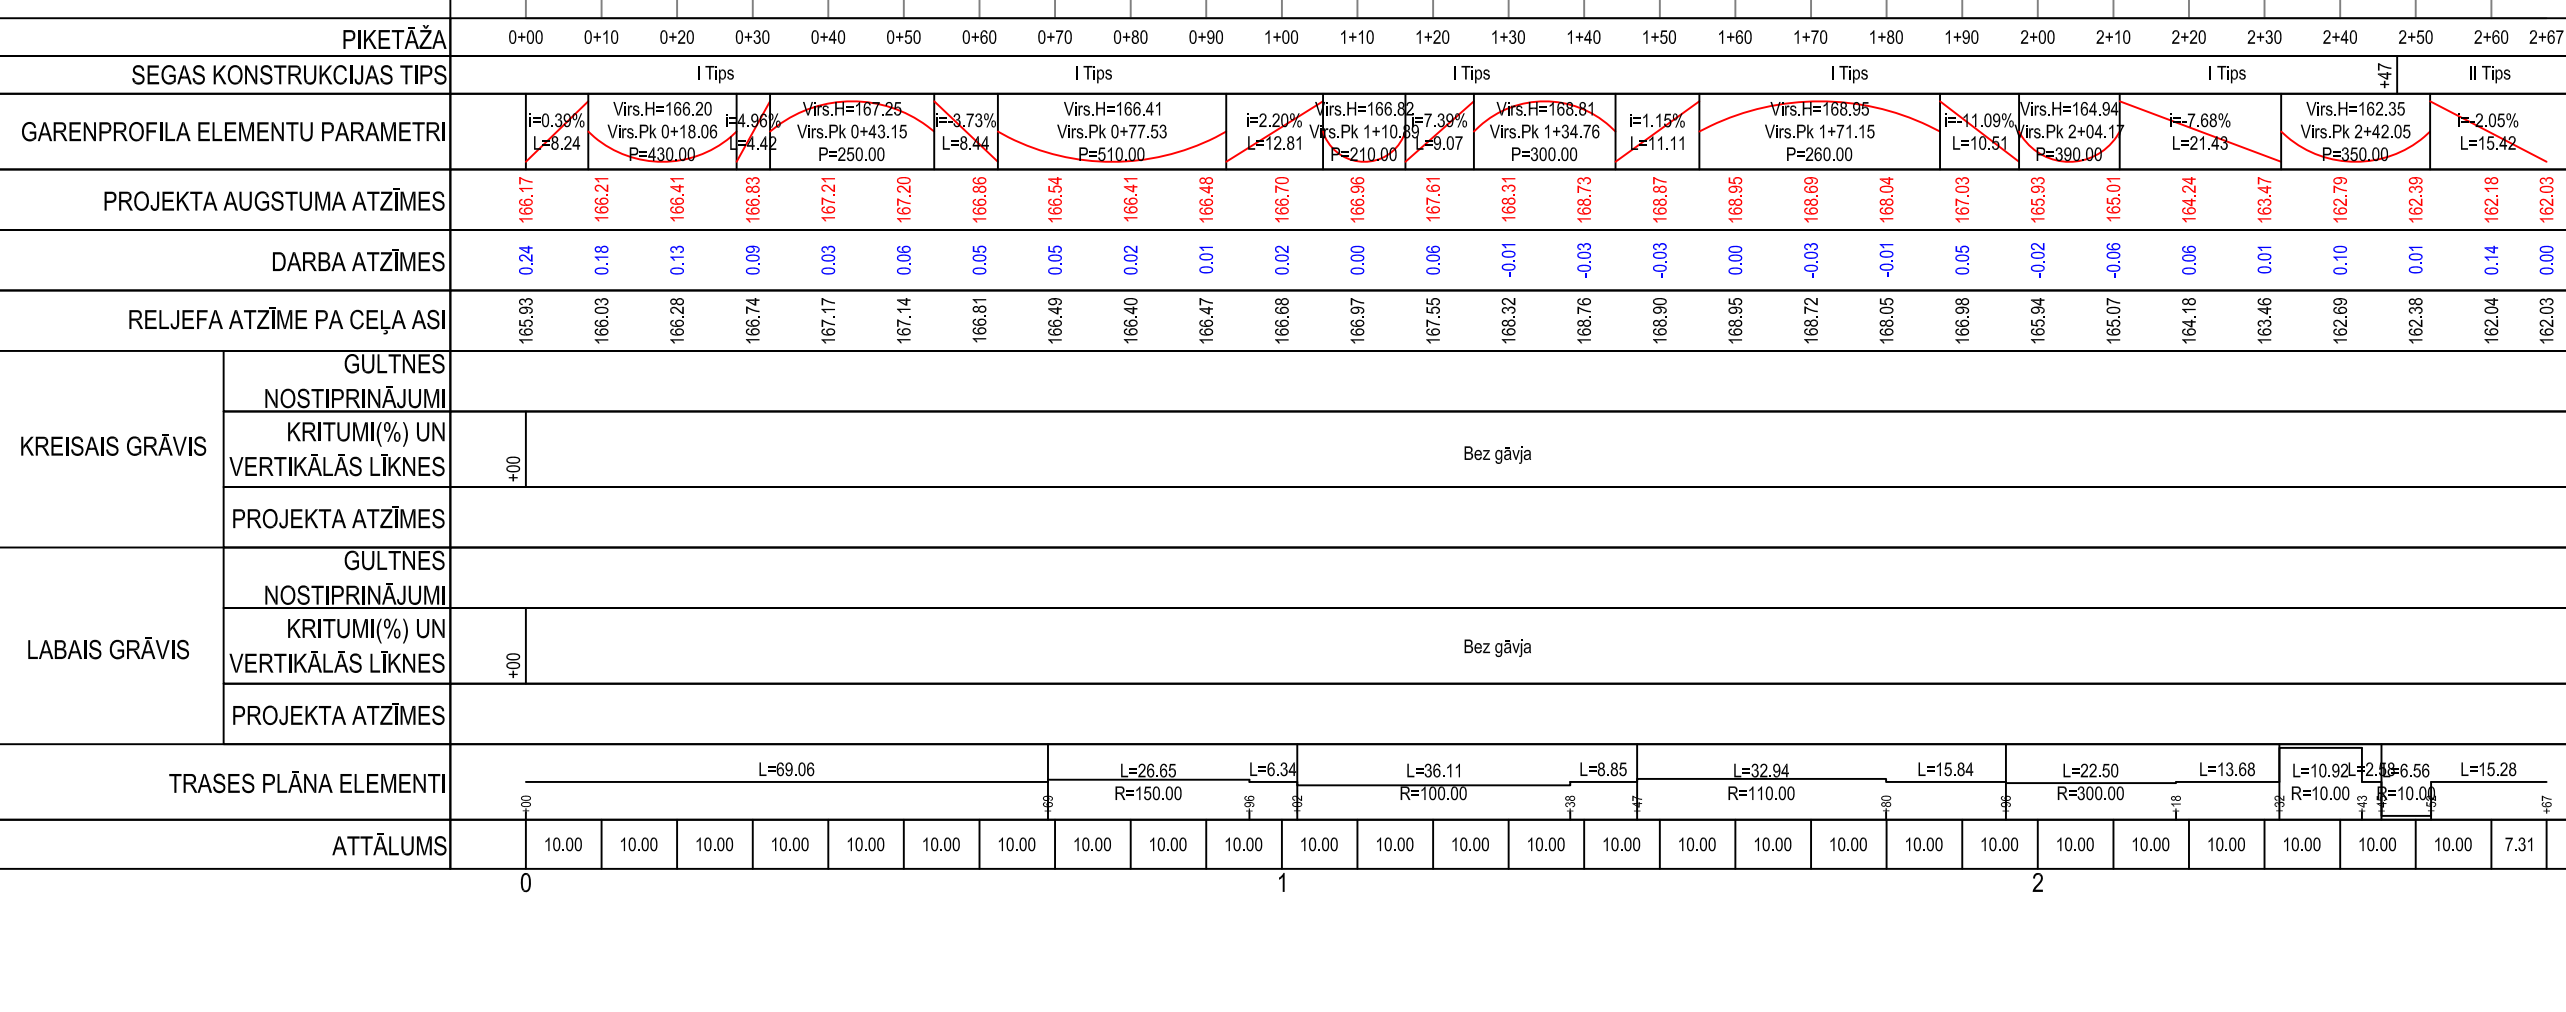 PIKETĀŽA 0+00 0+10 0+20 0+30 0+40 0+50 0+60 0+70 0+80 0+90 1+00 1+10 1+20 1+30 1+40 1+50 1+60 1+70 1+80 1+90 2+00 2+10 2+20 2+30 2+40 2+50 2+60 2+67
SEGAS KONSTRUKCIJAS TIPS I Tips I Tips I Tips I Tips I Tips +47 II Tips
GARENPROFILA ELEMENTU PARAMETRI
i=0.39%
L=8.24
Virs.H=166.20
Virs.Pk 0+18.06
P=430.00
i=4.96%
L=4.42
Virs.H=167.25
Virs.Pk 0+43.15
P=250.00
i=-3.73%
L=8.44
Virs.H=166.41
Virs.Pk 0+77.53
P=510.00
i=2.20%
L=12.81
Virs.H=166.82
Virs.Pk 1+10.89
P=210.00
i=7.39%
L=9.07
Virs.H=168.81
Virs.Pk 1+34.76
P=300.00
i=1.15%
L=11.11
Virs.H=168.95
Virs.Pk 1+71.15
P=260.00
i=-11.09%
L=10.51
Virs.H=164.94
Virs.Pk 2+04.17
P=390.00
i=-7.68%
L=21.43
Virs.H=162.35
Virs.Pk 2+42.05
P=350.00
i=-2.05%
L=15.42
PROJEKTA AUGSTUMA ATZĪMES 166.17 166.21 166.41 166.83 167.21 167.20 166.86 166.54 166.41 166.48 166.70 166.96 167.61 168.31 168.73 168.87 168.95 168.69 168.04 167.03 165.93 165.01 164.24 163.47 162.79 162.39 162.18 162.03
DARBA ATZĪMES 0.24 0.18 0.13 0.09 0.03 0.06 0.05 0.05 0.02 0.01 0.02 0.00 0.06 -0.01 -0.03 -0.03 0.00 -0.03 -0.01 0.05 -0.02 -0.06 0.06 0.01 0.10 0.01 0.14 0.00
RELJEFA ATZĪME PA CEĻA ASI 165.93 166.03 166.28 166.74 167.17 167.14 166.81 166.49 166.40 166.47 166.68 166.97 167.55 168.32 168.76 168.90 168.95 168.72 168.05 166.98 165.94 165.07 164.18 163.46 162.69 162.38 162.04 162.03
KREISAIS GRĀVIS
GULTNES
NOSTIPRINĀJUMI
KRITUMI(%) UN
VERTIKĀLĀS LĪKNES
+00
Bez gāvja
PROJEKTA ATZĪMES
LABAIS GRĀVIS
GULTNES
NOSTIPRINĀJUMI
KRITUMI(%) UN
VERTIKĀLĀS LĪKNES
+00
Bez gāvja
PROJEKTA ATZĪMES
TRASES PLĀNA ELEMENTI
L=69.06 L=26.65 L=6.34 L=36.11 L=8.85 L=32.94 L=15.84 L=22.50 L=13.68 L=10.92 L=6.56 L=15.28
R=150.00 R=100.00 R=110.00 R=300.00 R=10.00 R=10.00
+00 +69 +96 +02 +38 +47 +80 +96 +18 +32 +43 +67
ATTĀLUMS 10.00 10.00 10.00 10.00 10.00 10.00 10.00 10.00 10.00 10.00 10.00 10.00 10.00 10.00 10.00 10.00 10.00 10.00 10.00 10.00 10.00 10.00 10.00 10.00 10.00 10.00 7.31
0 1 2